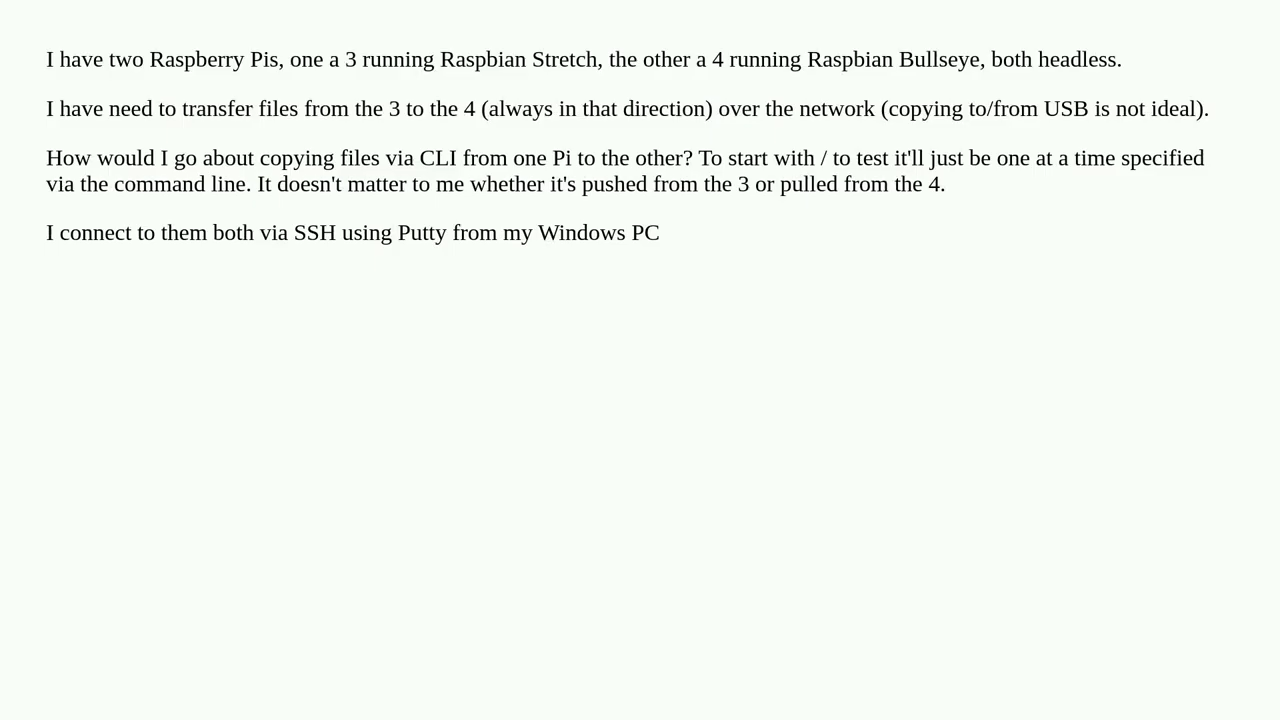 I have two Raspberry Pis, one a 3 running Raspbian Stretch, the other a 4 running Raspbian Bullseye, both headless.
I have need to transfer files from the 3 to the 4 (always in that direction) over the network (copying to/from USB is not ideal).
How would I go about copying files via CLI from one Pi to the other? To start with / to test it'll just be one at a time specified
via the command line. It doesn't matter to me whether it's pushed from the 3 or pulled from the 4.
I connect to them both via SSH using Putty from my Windows PC